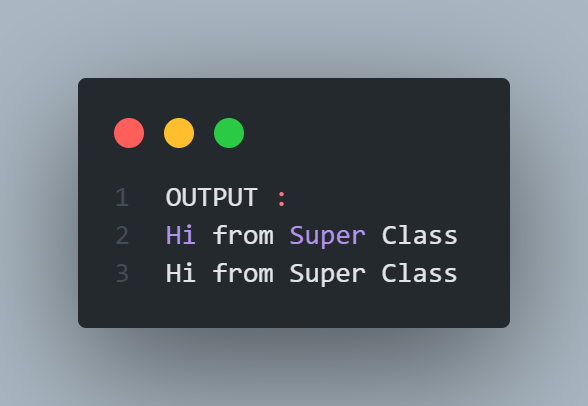 1 OUTPUT :
2 Hi from Super Class
3 Hi from Super Class